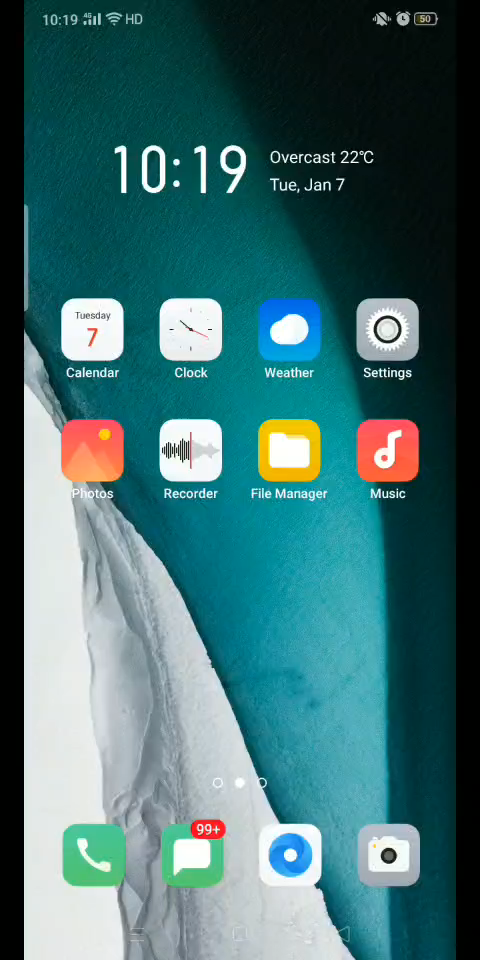 10:19 4G HD 50
10:19
Overcast 22℃
Tue, Jan 7
Tuesday
7
Calendar Clock Weather Settings
Photos Recorder File Manager Music
99+